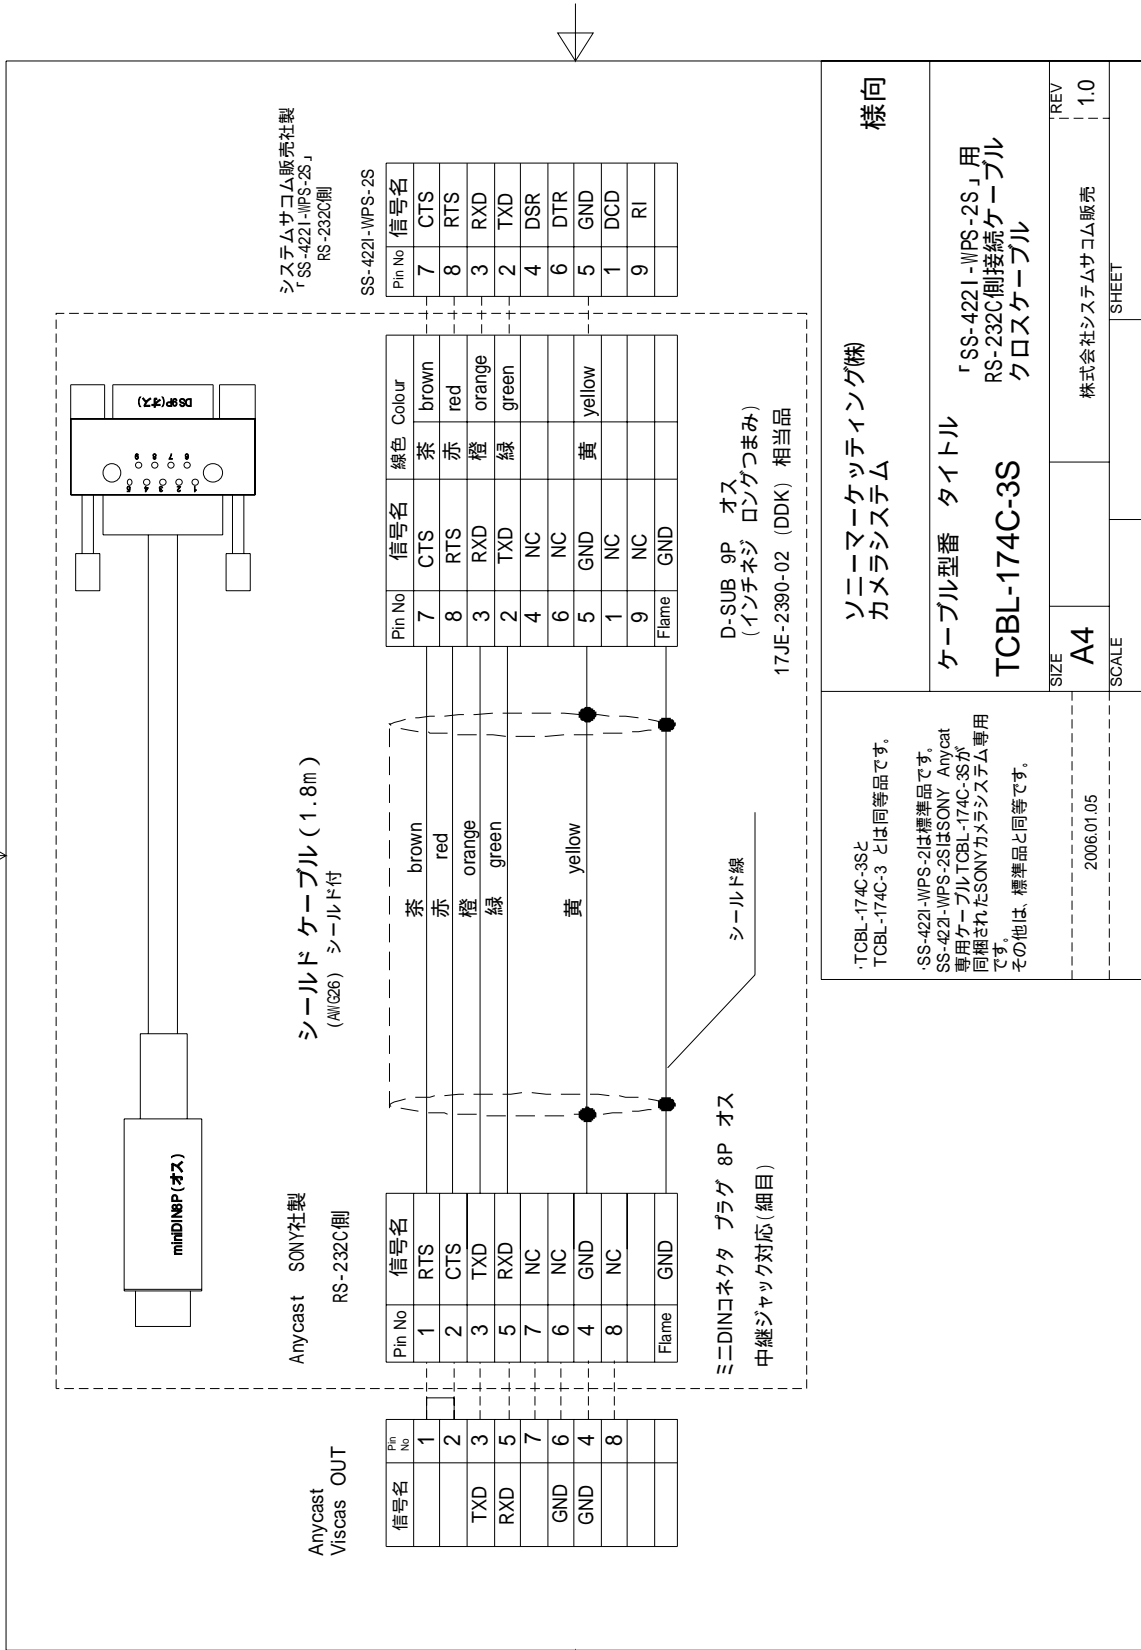 miniDIN8P(オス)
DS9P(オス)
5
4
3
2
1
9
8
7
6
シールド ケーブル(1.8m)
(AWG26) シールド付
システムサコム販売社製
「SS-422I-WPS-2S」
RS-232C側
SS-422I-WPS-2S
Anycast SONY社製
RS-232C側
Anycast
Viscas OUT
信号名 Pin No
1
2
TXD 3
RXD 5
7
GND 6
GND 4
8
Pin No 信号名
1 RTS
2 CTS
3 TXD
5 RXD
7 NC
6 NC
4 GND
8 NC
Flame GND
茶 brown
赤 red
橙 orange
緑 green
黄 yellow
シールド線
Pin No 信号名 線色 Colour
7 CTS 茶 brown
8 RTS 赤 red
3 RXD 橙 orange
2 TXD 緑 green
4 NC
6 NC
5 GND 黄 yellow
1 NC
9 NC
Flame GND
Pin No 信号名
7 CTS
8 RTS
3 RXD
2 TXD
4 DSR
6 DTR
5 GND
1 DCD
9 RI
ミニDINコネクタ プラグ 8P オス
中継ジャック対応(細目)
D-SUB 9P オス
(インチネジ ロングつまみ)
17JE-2390-02 (DDK) 相当品
・TCBL-174C-3Sと
TCBL-174C-3 とは同等品です。
・SS-422I-WPS-2は標準品です。
SS-422I-WPS-2SはSONY Anycat
専用ケーブルTCBL-174C-3Sが
同梱されたSONYカメラシステム専用
です。
その他は、標準品と同等です。
2006.01.05
ソニーマーケッティング㈱
カメラシステム
様向
ケーブル型番 タイトル
TCBL-174C-3S
「SS-422I-WPS-2S」用
RS-232C側接続ケーブル
クロスケーブル
SIZE
A4
株式会社システムサコム販売
REV
1.0
SCALE
SHEET